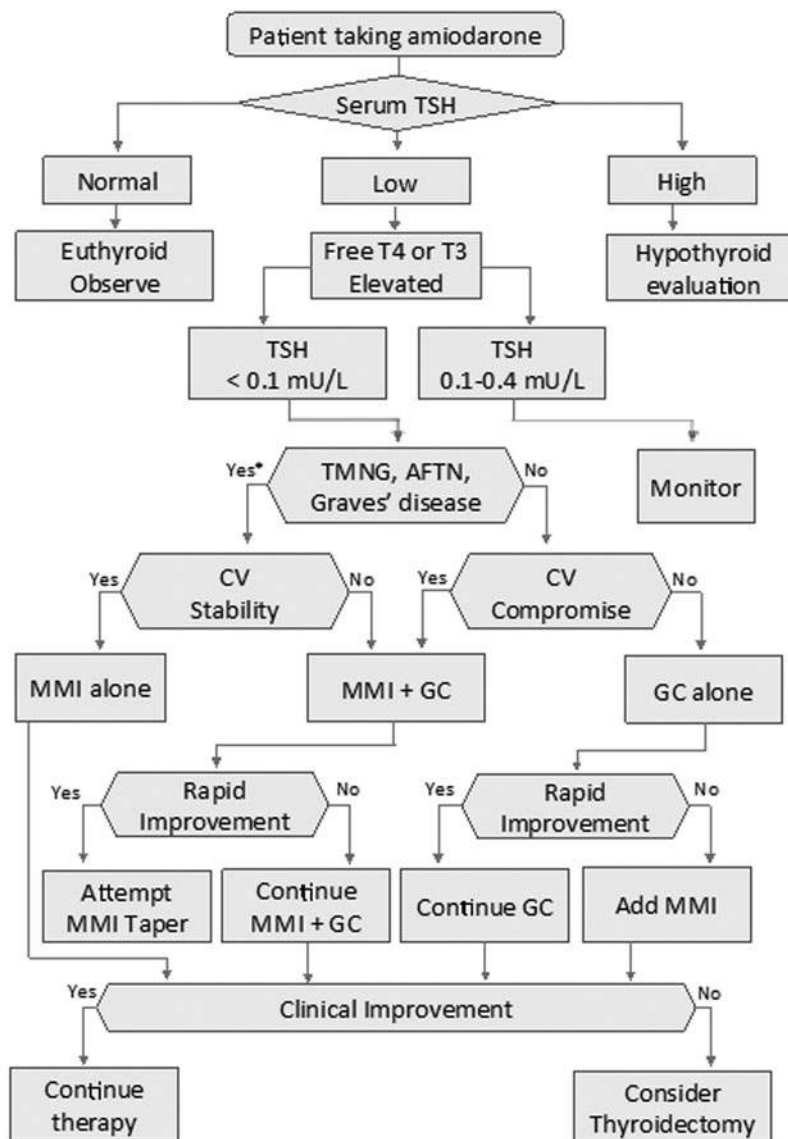 Patient taking amiodarone
Serum TSH
Normal
Low
High
Euthyroid
Observe
Free T4 or T3
Elevated
Hypothyroid
evaluation
TSH
< 0.1 mU/L
TSH
0.1-0.4 mU/L
Yes*
TMNG, AFTN,
Graves’ disease
No
Monitor
Yes
CV
Stability
No
Yes
CV
Compromise
No
MMI alone
MMI + GC
GC alone
Yes
Rapid
Improvement
No
Yes
Rapid
Improvement
No
Attempt
MMI Taper
Continue
MMI + GC
Continue GC
Add MMI
Yes
Clinical Improvement
No
Continue
therapy
Consider
Thyroidectomy